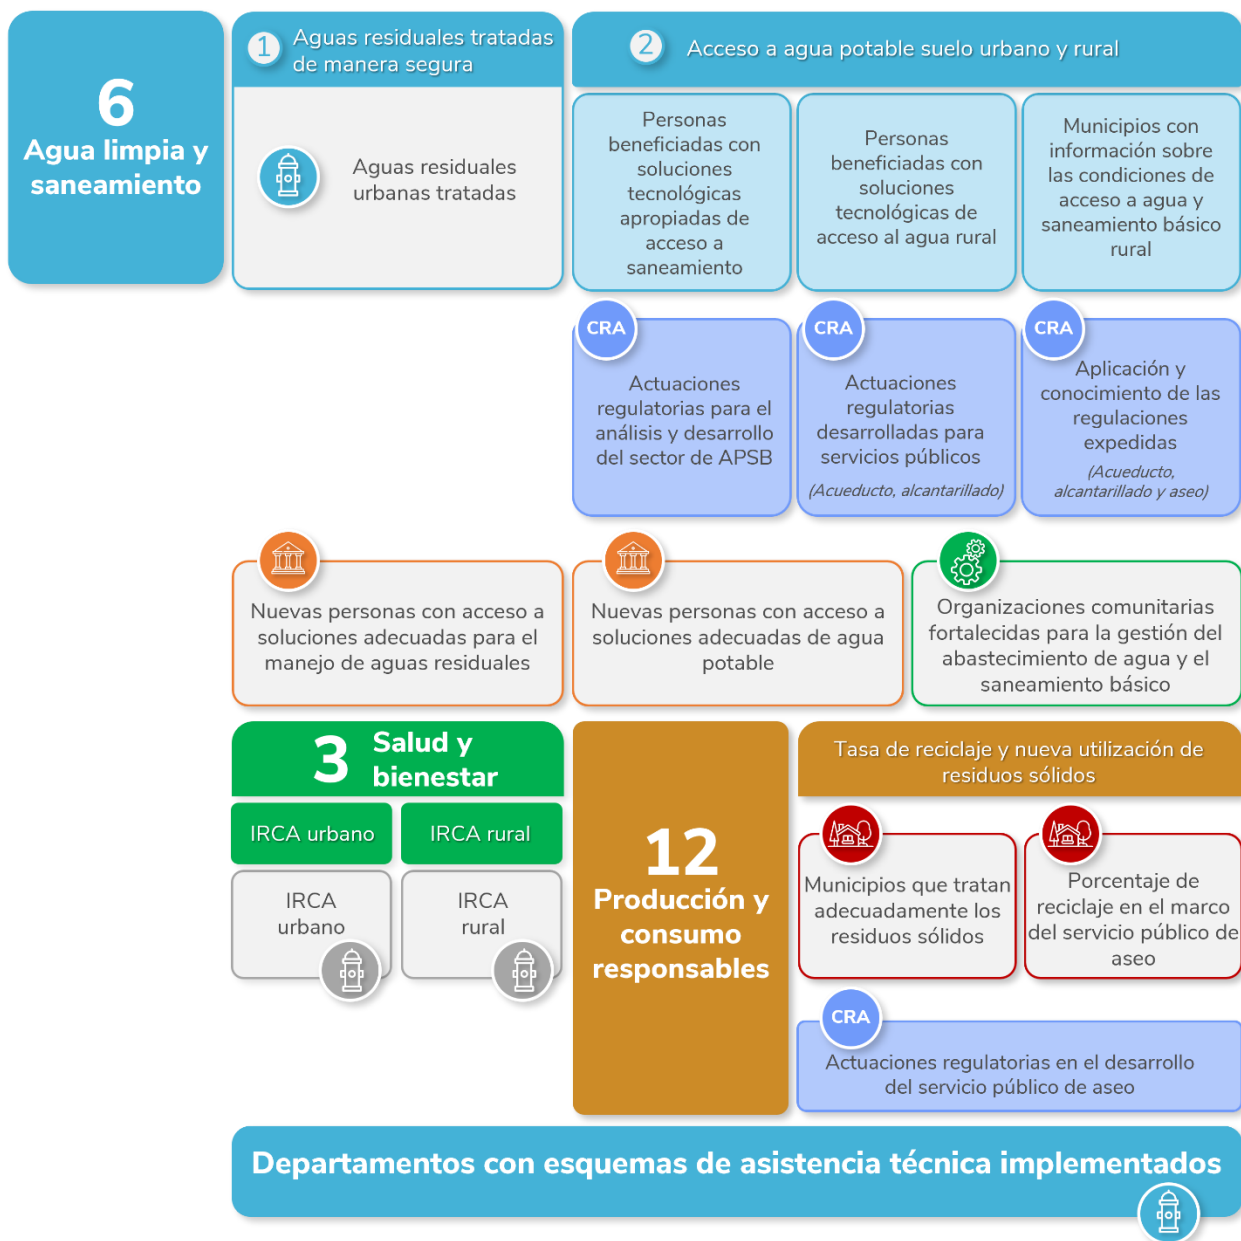 6
Agua limpia y
saneamiento
1
Aguas residuales tratadas
de manera segura
Aguas residuales
urbanas tratadas
2
Acceso a agua potable suelo urbano y rural
Personas
beneficiadas con
soluciones
tecnológicas
apropiadas de
acceso a
saneamiento
Personas
beneficiadas con
soluciones
tecnológicas de
acceso al agua rural
Municipios con
información sobre
las condiciones de
acceso a agua y
saneamiento básico
rural
CRA
Actuaciones
regulatorias para el
análisis y desarrollo
del sector de APSB
CRA
Actuaciones
regulatorias
desarrolladas para
servicios públicos
(Acueducto, alcantarillado)
CRA
Aplicación y
conocimiento de las
regulaciones
expedidas
(Acueducto,
alcantarillado y aseo)
Nuevas personas con acceso a
soluciones adecuadas para el
manejo de aguas residuales
Nuevas personas con acceso a
soluciones adecuadas de agua
potable
Organizaciones comunitarias
fortalecidas para la gestión del
abastecimiento de agua y el
saneamiento básico
3
Salud y
bienestar
IRCA urbano
IRCA rural
IRCA
urbano
IRCA
rural
12
Producción y
consumo
responsables
Tasa de reciclaje y nueva utilización de
residuos sólidos
Municipios que tratan
adecuadamente los
residuos sólidos
Porcentaje de
reciclaje en el marco
del servicio público de
aseo
CRA
Actuaciones regulatorias en el desarrollo
del servicio público de aseo
Departamentos con esquemas de asistencia técnica implementados